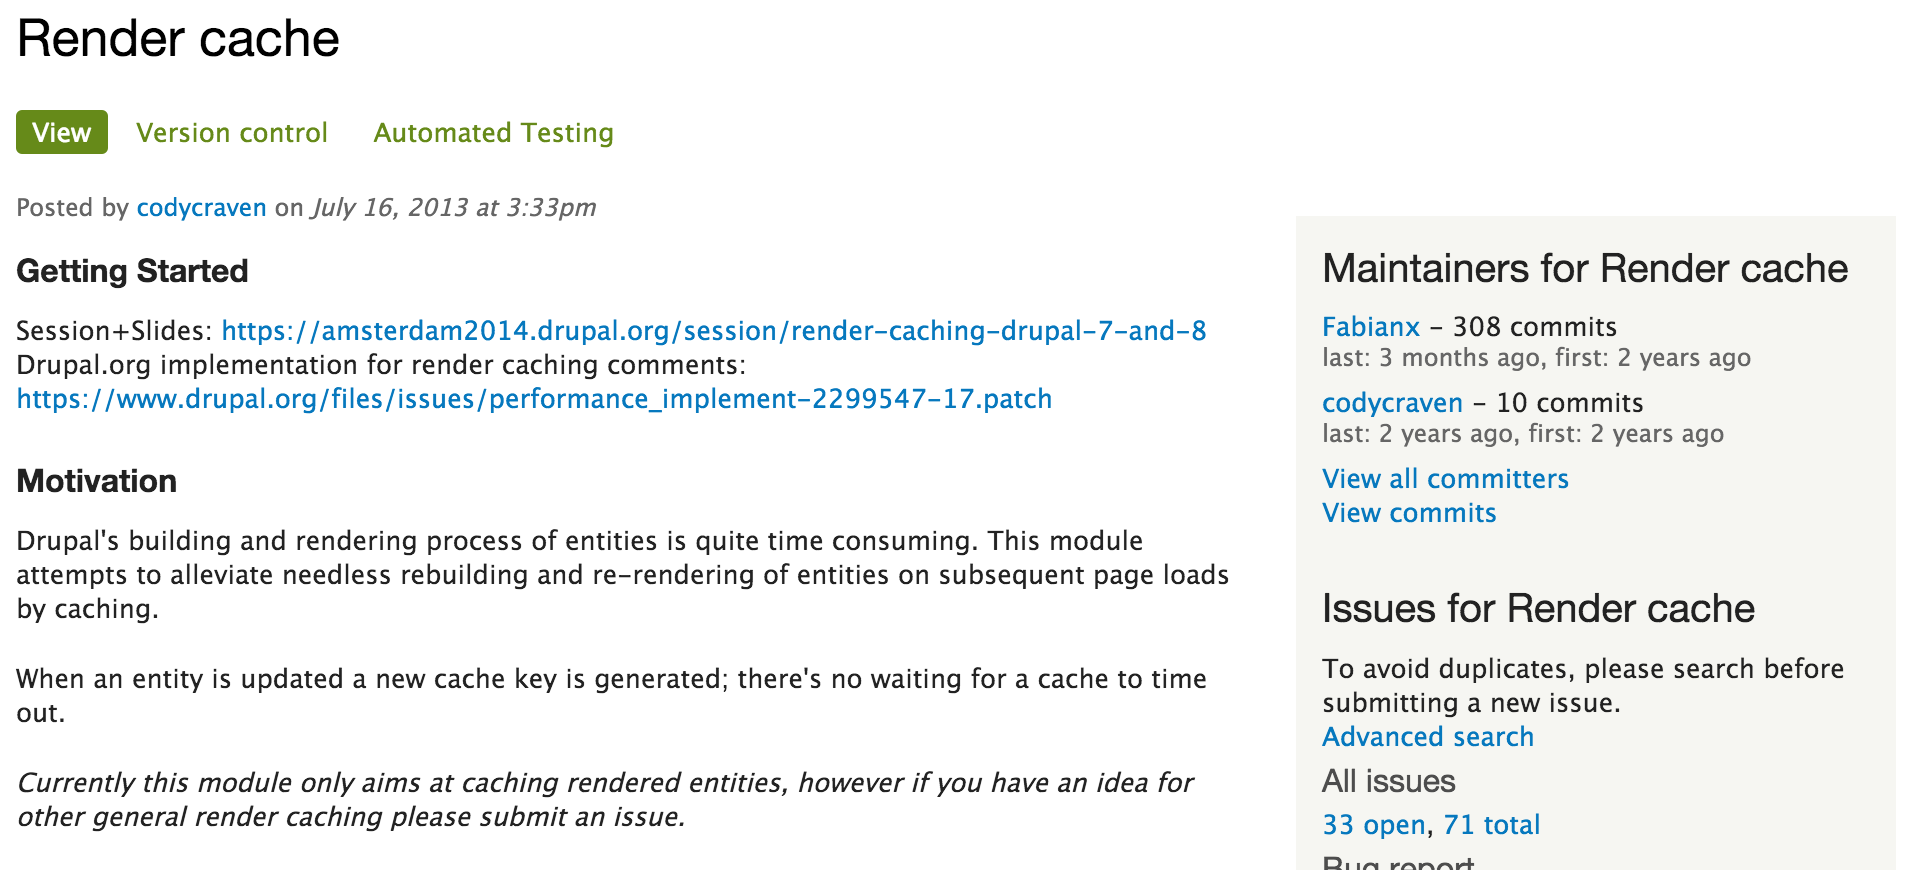 Render cache
View Version control Automated Testing
Posted by codycraven on July 16, 2013 at 3:33pm
Getting Started
Session+Slides: https://amsterdam2014.drupal.org/session/render-caching-drupal-7-and-8
Drupal.org implementation for render caching comments:
https://www.drupal.org/files/issues/performance_implement-2299547-17.patch
Motivation
Drupal's building and rendering process of entities is quite time consuming. This module
attempts to alleviate needless rebuilding and re-rendering of entities on subsequent page loads
by caching.
When an entity is updated a new cache key is generated; there's no waiting for a cache to time
out.
Currently this module only aims at caching rendered entities, however if you have an idea for
other general render caching please submit an issue.
Maintainers for Render cache
Fabianx – 308 commits
last: 3 months ago, first: 2 years ago
codycraven – 10 commits
last: 2 years ago, first: 2 years ago
View all committers
View commits
Issues for Render cache
To avoid duplicates, please search before
submitting a new issue.
Advanced search
All issues
33 open, 71 total
Bug report